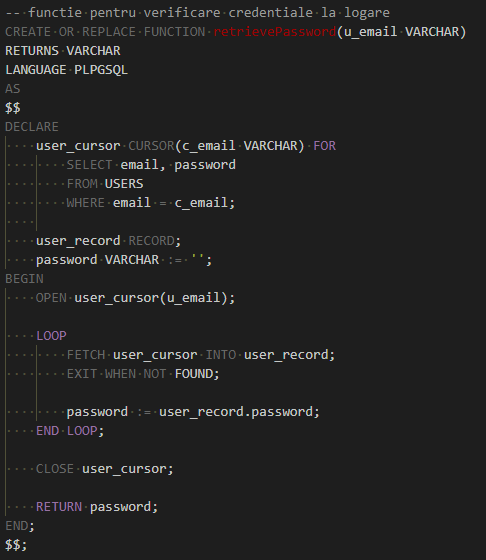 -- functie pentru verificare credentiale la logare
CREATE OR REPLACE FUNCTION retrievePassword(u_email VARCHAR)
RETURNS VARCHAR
LANGUAGE PLPGSQL
AS
$$
DECLARE
    user_cursor CURSOR(c_email VARCHAR) FOR
        SELECT email, password
        FROM USERS
        WHERE email = c_email;
    user_record RECORD;
    password VARCHAR := '';
BEGIN
    OPEN user_cursor(u_email);
    LOOP
        FETCH user_cursor INTO user_record;
        EXIT WHEN NOT FOUND;
        password := user_record.password;
    END LOOP;
    CLOSE user_cursor;
    RETURN password;
END;
$$;